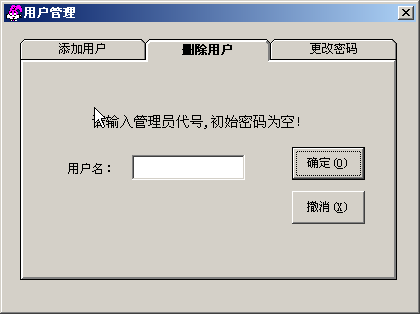 用户管理
添加用户 删除用户 更改密码
请输入管理员代号,初始密码为空!
用户名: 确定(O)
撤消(X)